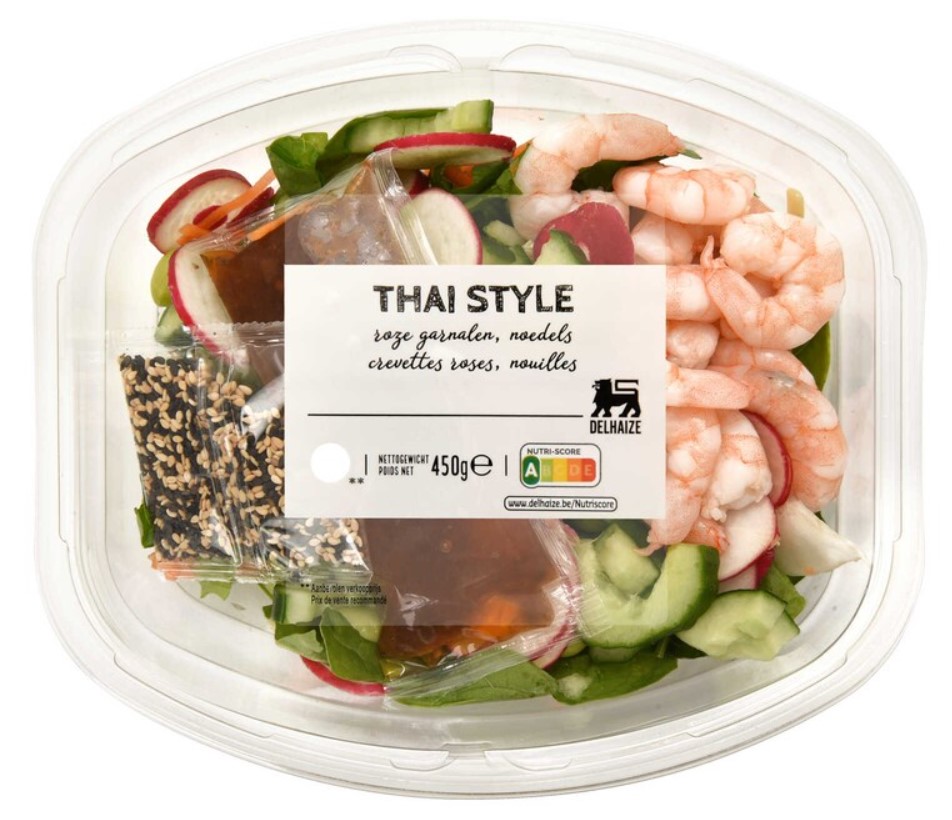 THAI STYLE
roze garnalen, noedels
crevettes roses, nouilles
DELHAIZE
**
NETTOGEWICHT
POIDS NET
450g℮
NUTRI-SCORE
A B C D E
www.delhaize.be/Nutriscore
** Aanbevolen verkoopprijs
Prix de vente recommandé